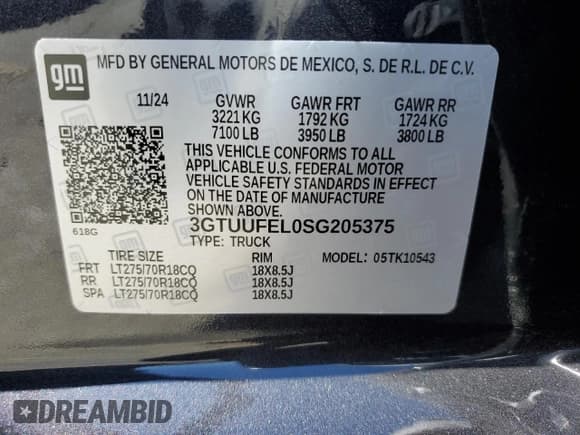 gm MFD BY GENERAL MOTORS DE MEXICO, S. DE R.L. DE C.V.
11/24 GVWR GAWR FRT GAWR RR
3221 KG 1792 KG 1724 KG
7100 LB 3950 LB 3800 LB
THIS VEHICLE CONFORMS TO ALL
APPLICABLE U.S. FEDERAL MOTOR
VEHICLE SAFETY STANDARDS IN EFFECT
ON THE DATE OF MANUFACTURE
SHOWN ABOVE.
618G 3GTUUFEL0SG205375
TYPE: TRUCK
TIRE SIZE RIM MODEL: 05TK10543
FRT LT275/70R18CQ 18X8.5J
RR LT275/70R18CQ 18X8.5J
SPA LT275/70R18CQ 18X8.5J
DREAMBID